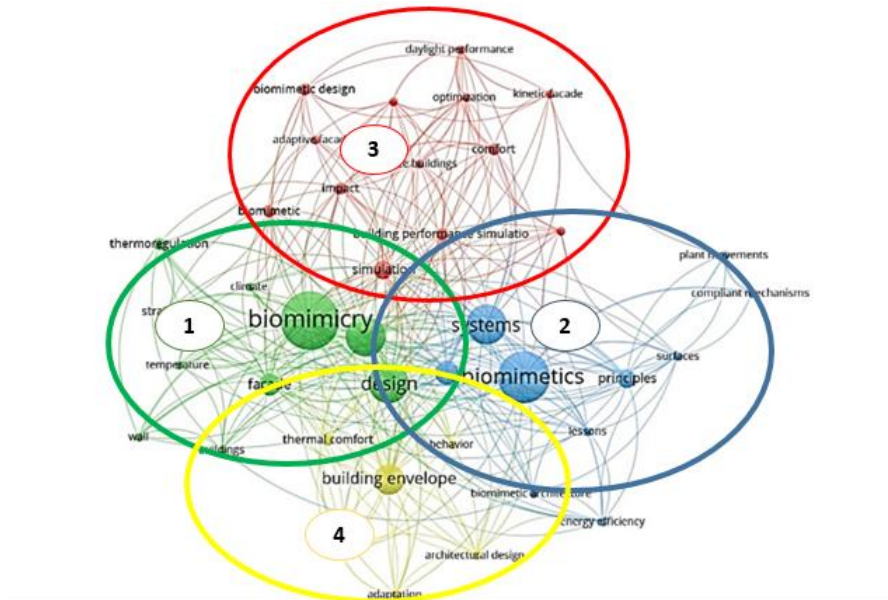 daylight performance
biomimetic design
optimization
kinetic facade
adaptive
3
comfort
buildings
impact
biomimetic
building performance simulatio
thermoregulation
plant movements
simulation
climate
compliant mechanisms
1
biomimicry
systems
2
surfaces
temperature
facade
design
biomimetics
principles
lessons
wall
thermal comfort
behavior
buildings
building envelope
biomimetic architecture
energy efficiency
4
architectural design
adaptation